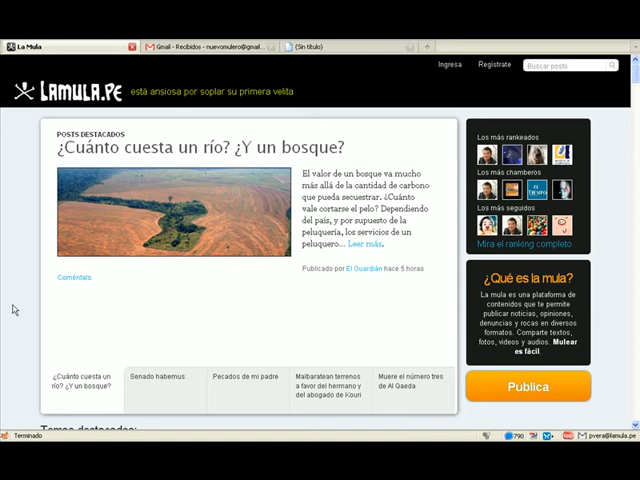 La Mula
Gmail - Recibidos - nuevomulero@gmail...
(Sin título)
Ingresa
Regístrate
Buscar posts
LAMULA.PE
está ansiosa por soplar su primera velita
POSTS DESTACADOS
¿Cuánto cuesta un río? ¿Y un bosque?
El valor de un bosque va mucho
más allá de la cantidad de carbono
que pueda secuestrar. ¿Cuánto
vale cortarse el pelo? Dependiendo
del país, y por supuesto de la
peluquería, los servicios de un
peluquero... Leer más.
Publicado por El Guardián hace 5 horas
Coméntalo.
¿Cuánto cuesta un
río? ¿Y un bosque?
Senado habemus
Pecados de mi padre
Malbaratean terrenos
a favor del hermano y
del abogado de Kouri
Muere el número tres
de Al Qaeda
Los más rankeados
Los más chamberos
EL TIEMPO
Los más seguidos
Mira el ranking completo
¿Qué es la mula?
La mula es una plataforma de
contenidos que te permite
publicar noticias, opiniones,
denuncias y rocas en diversos
formatos. Comparte textos,
fotos, videos y audios. Mulear
es fácil.
Publica
Temas destacados:
Terminado
790
pvera@lamula.pe